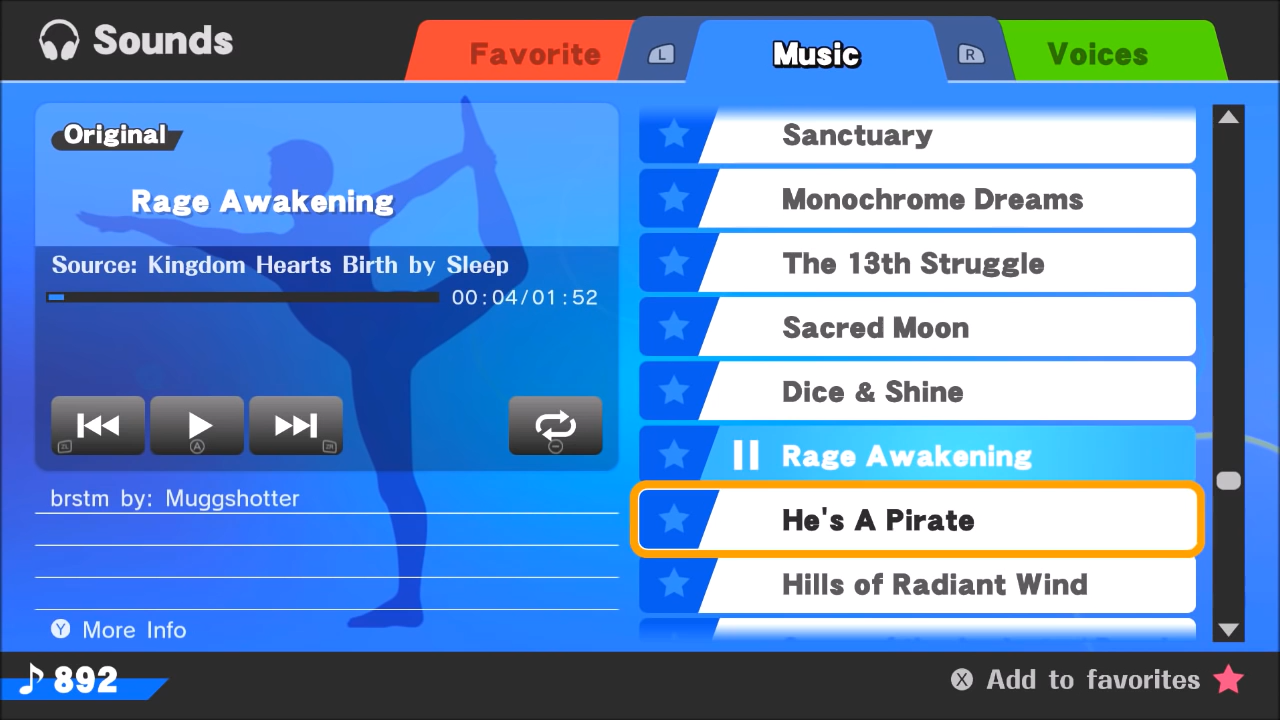 Sounds
Favorite
L
Music
R
Voices
Original
Rage Awakening
Source: Kingdom Hearts Birth by Sleep
00:04/01:52
ZL
A
ZR
brstm by: Muggshotter
Y More Info
Sanctuary
Monochrome Dreams
The 13th Struggle
Sacred Moon
Dice & Shine
Rage Awakening
He's A Pirate
Hills of Radiant Wind
892
X Add to favorites